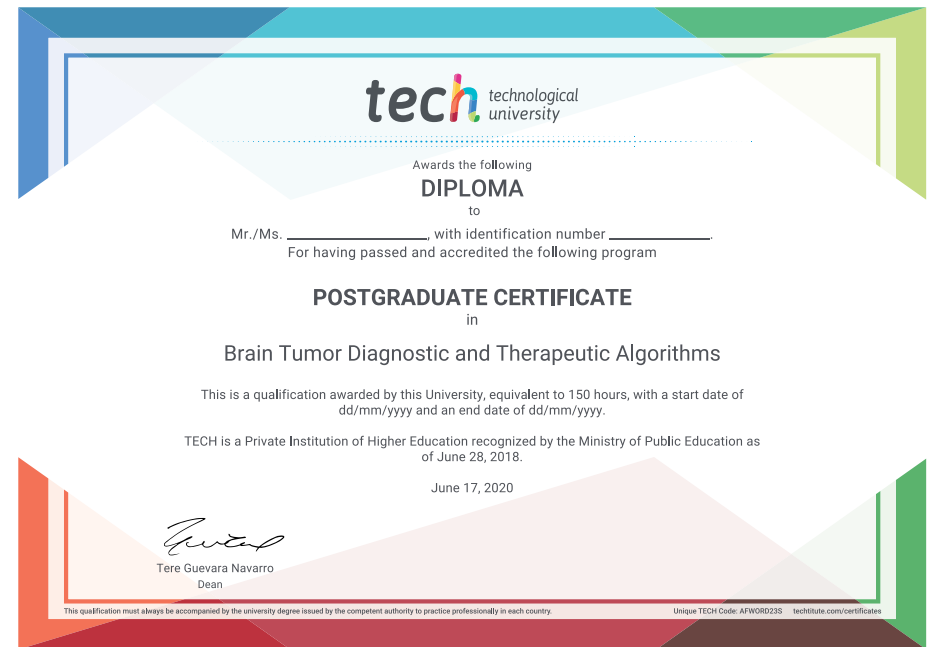 tech technological
university
Awards the following
DIPLOMA
to
Mr./Ms. ____________, with identification number ____________.
For having passed and accredited the following program
POSTGRADUATE CERTIFICATE
in
Brain Tumor Diagnostic and Therapeutic Algorithms
This is a qualification awarded by this University, equivalent to 150 hours, with a start date of
dd/mm/yyyy and an end date of dd/mm/yyyy.
TECH is a Private Institution of Higher Education recognized by the Ministry of Public Education as
of June 28, 2018.
June 17, 2020
Tere Guevara Navarro
Dean
This qualification must always be accompanied by the university degree issued by the competent authority to practice professionally in each country.
Unique TECH Code: AFWORD23S techtitute.com/certificates